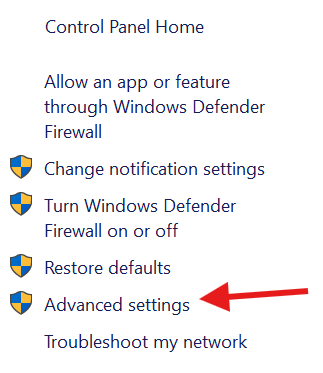 Control Panel Home
Allow an app or feature
through Windows Defender
Firewall
Change notification settings
Turn Windows Defender
Firewall on or off
Restore defaults
Advanced settings
Troubleshoot my network